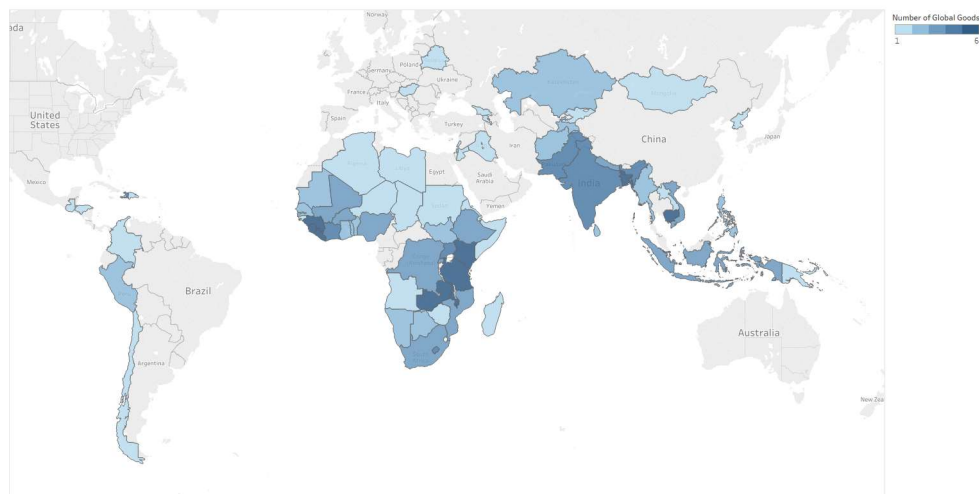 Number of Global Goods
1 6
Norway
Poland
Germany
Ukraine
France
Italy
Spain
Turkey
United
States
China
Japan
Iran
Mexico
Egypt
Saudi
Arabia
India
Yemen
Brazil
Australia
Argentina
New Zea